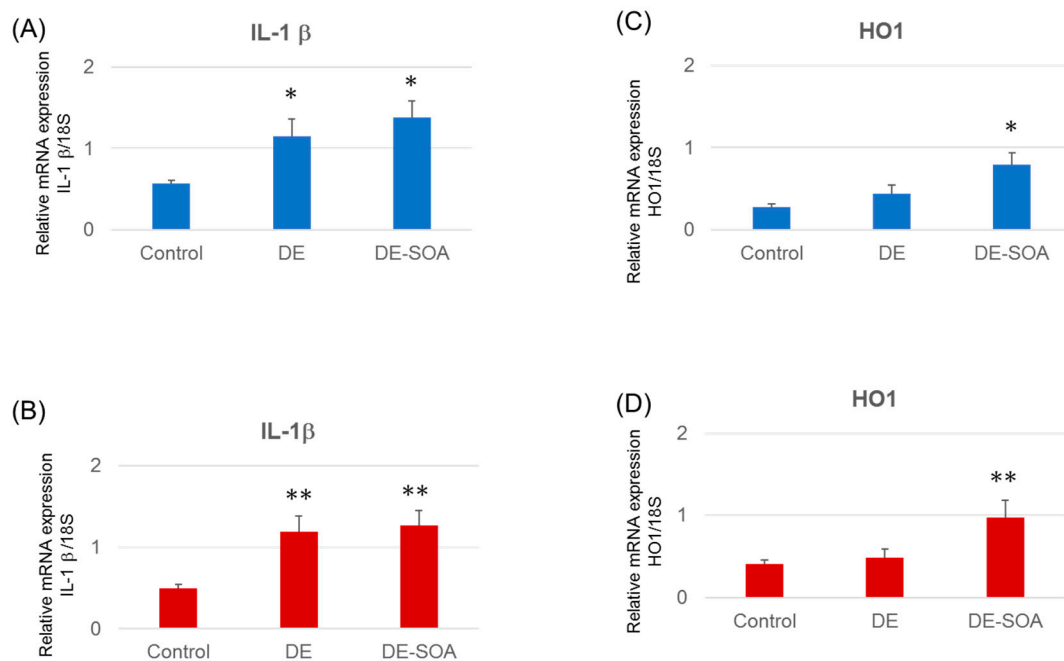 (A)
IL-1 β
Relative mRNA expression
IL-1 β/18S
2
1
0
*
*
Control DE DE-SOA
(C)
HO1
Relative mRNA expression
HO1/18S
2
1
0
*
Control DE DE-SOA
(B)
IL-1β
Relative mRNA expression
IL-1 β/18S
2
1
0
**
**
Control DE DE-SOA
(D)
HO1
Relative mRNA expression
HO1/18S
2
1
0
**
Control DE DE-SOA